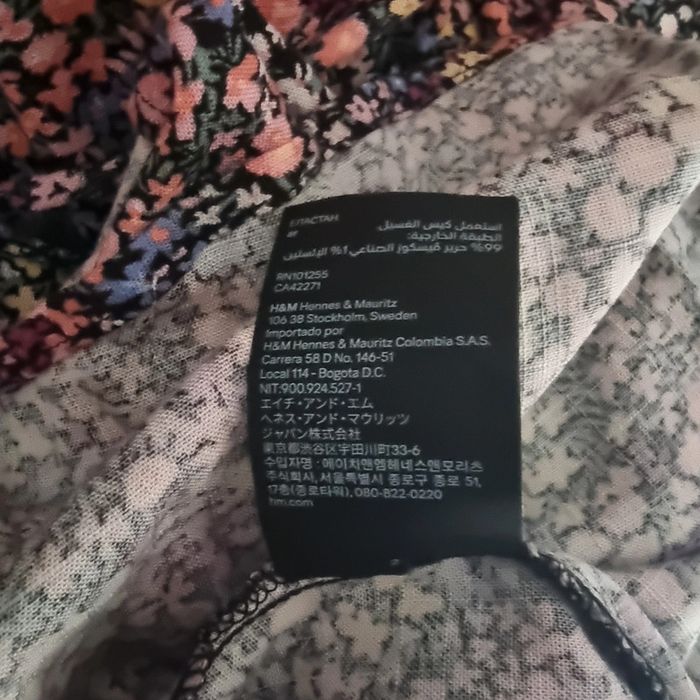 ЕЛАСТАН
ar
استعمل كيس الغسيل
الطبقة الخارجية:
99% حرير ڤيسكوز الصناعي 1% الإلستين
RN101255
CA42271
H&M Hennes & Mauritz
106 38 Stockholm, Sweden
Importado por
H&M Hennes & Mauritz Colombia S.A.S.
Carrera 58 D No. 146-51
Local 114 - Bogota D.C.
NIT:900.924.527-1
エイチ・アンド・エム
ヘネス・アンド・マウリッツ
ジャパン株式会社
東京都渋谷区宇田川町33-6
수입자명 : 에이치앤엠헤네스앤모리츠
주식회사, 서울특별시 종로구 종로 51,
17층(종로타워), 080-822-0220
hm.com